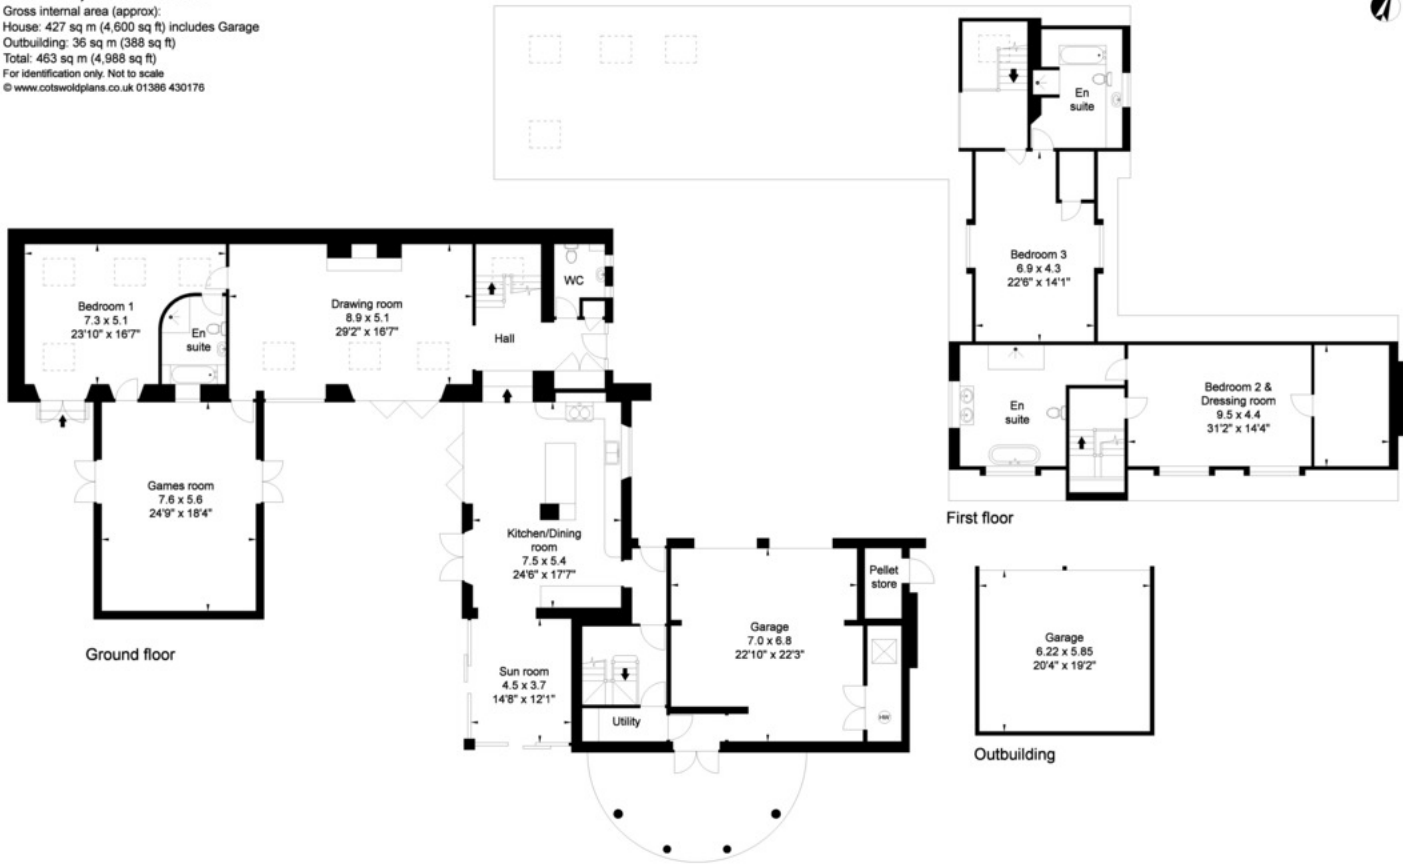 Gross internal area (approx):
House: 427 sq m (4,600 sq ft) includes Garage
Outbuilding: 36 sq m (388 sq ft)
Total: 463 sq m (4,988 sq ft)
For identification only. Not to scale
© www.cotswoldplans.co.uk 01386 430176
En
suite
Bedroom 3
6.9 x 4.3
22'6" x 14'1"
Bedroom 1
7.3 x 5.1
23'10" x 16'7"
En
suite
Drawing room
8.9 x 5.1
29'2" x 16'7"
Hall
WC
En
suite
Bedroom 2 &
Dressing room
9.5 x 4.4
31'2" x 14'4"
First floor
Games room
7.6 x 5.6
24'9" x 18'4"
Kitchen/Dining
room
7.5 x 5.4
24'6" x 17'7"
Pellet
store
Garage
7.0 x 6.8
22'10" x 22'3"
Ground floor
Sun room
4.5 x 3.7
14'8" x 12'1"
Utility
HW
Garage
6.22 x 5.85
20'4" x 19'2"
Outbuilding